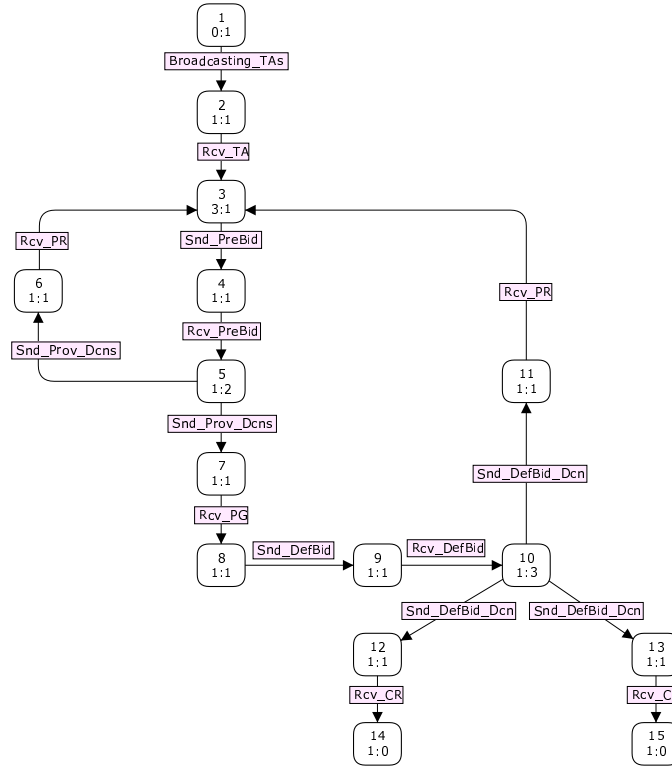 1
0:1
Broadcasting_TAs
2
1:1
Rcv_TA
3
3:1
Rcv_PR
Snd_PreBid
6
1:1
4
1:1
Rcv_PR
Rcv_PreBid
Snd_Prov_Dcns
5
1:2
11
1:1
Snd_Prov_Dcns
7
1:1
Snd_DefBid_Dcn
Rcv_PG
8
1:1
Snd_DefBid
9
1:1
Rcv_DefBid
10
1:3
Snd_DefBid_Dcn
Snd_DefBid_Dcn
12
1:1
13
1:1
Rcv_CR
Rcv_C
14
1:0
15
1:0